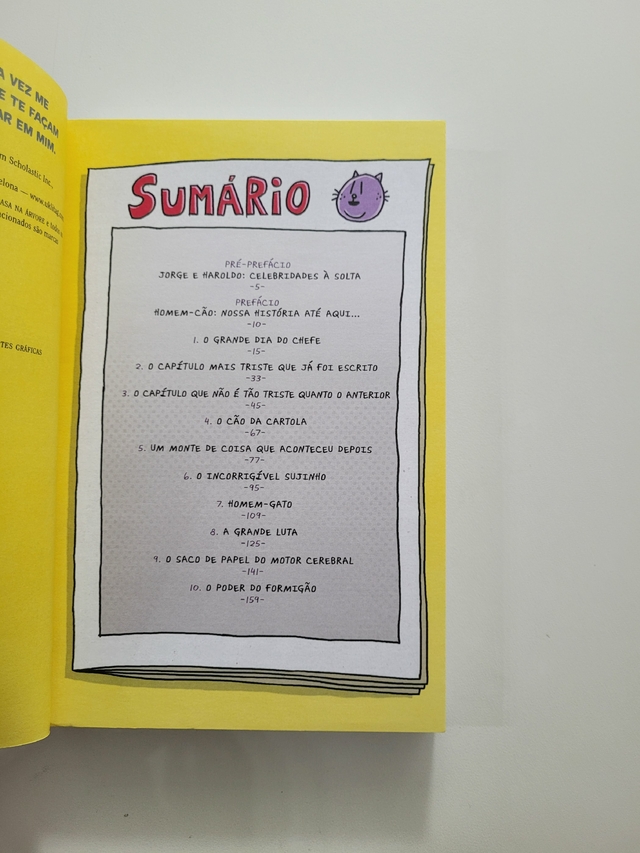 A VEZ ME
E TE FAÇAM
AR EM MIM.
m Scholastic Inc.,
elona — www.
ASA NA ÁRVORE e
cionados são marcas
TES GRÁFICAS
SUMÁRIO
PRÉ-PREFÁCIO
JORGE E HAROLDO: CELEBRIDADES À SOLTA
-5-
PREFÁCIO
HOMEM-CÃO: NOSSA HISTÓRIA ATÉ AQUI...
-10-
1. O GRANDE DIA DO CHEFE
-15-
2. O CAPÍTULO MAIS TRISTE QUE JÁ FOI ESCRITO
-33-
3. O CAPÍTULO QUE NÃO É TÃO TRISTE QUANTO O ANTERIOR
-45-
4. O CÃO DA CARTOLA
-67-
5. UM MONTE DE COISA QUE ACONTECEU DEPOIS
-77-
6. O INCORRIGÍVEL SUJINHO
-95-
7. HOMEM-GATO
-109-
8. A GRANDE LUTA
-125-
9. O SACO DE PAPEL DO MOTOR CEREBRAL
-141-
10. O PODER DO FORMIGÃO
-159-